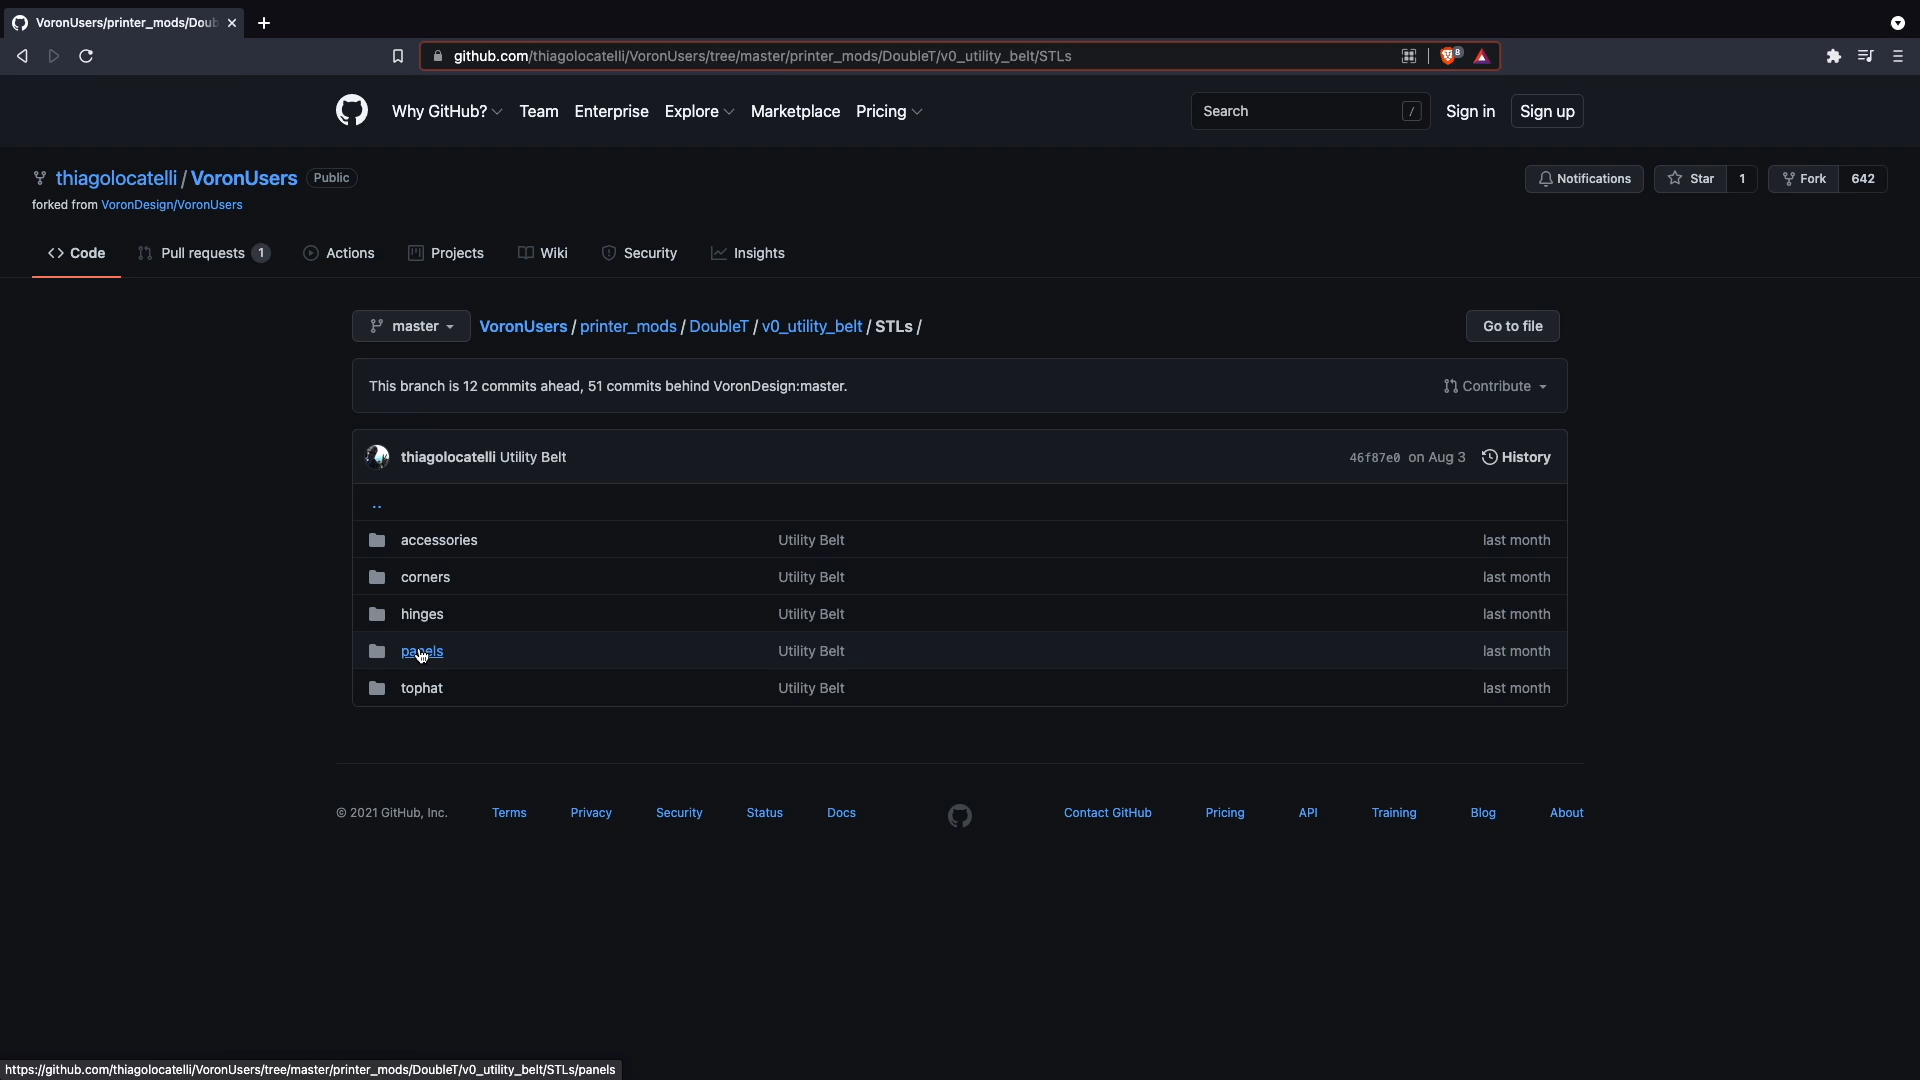 VoronUsers/printer_mods/Doub
github.com/thiagolocatelli/VoronUsers/tree/master/printer_mods/DoubleT/v0_utility_belt/STLs
8
Why GitHub? Team Enterprise Explore Marketplace Pricing
Search / Sign in Sign up
thiagolocatelli / VoronUsers Public
Notifications Star 1 Fork 642
forked from VoronDesign/VoronUsers
<> Code Pull requests 1 Actions Projects Wiki Security Insights
master VoronUsers / printer_mods / DoubleT / v0_utility_belt / STLs / Go to file
This branch is 12 commits ahead, 51 commits behind VoronDesign:master. Contribute
thiagolocatelli Utility Belt 46f87e0 on Aug 3 History
..
accessories Utility Belt last month
corners Utility Belt last month
hinges Utility Belt last month
panels Utility Belt last month
tophat Utility Belt last month
© 2021 GitHub, Inc. Terms Privacy Security Status Docs Contact GitHub Pricing API Training Blog About
https://github.com/thiagolocatelli/VoronUsers/tree/master/printer_mods/DoubleT/v0_utility_belt/STLs/panels